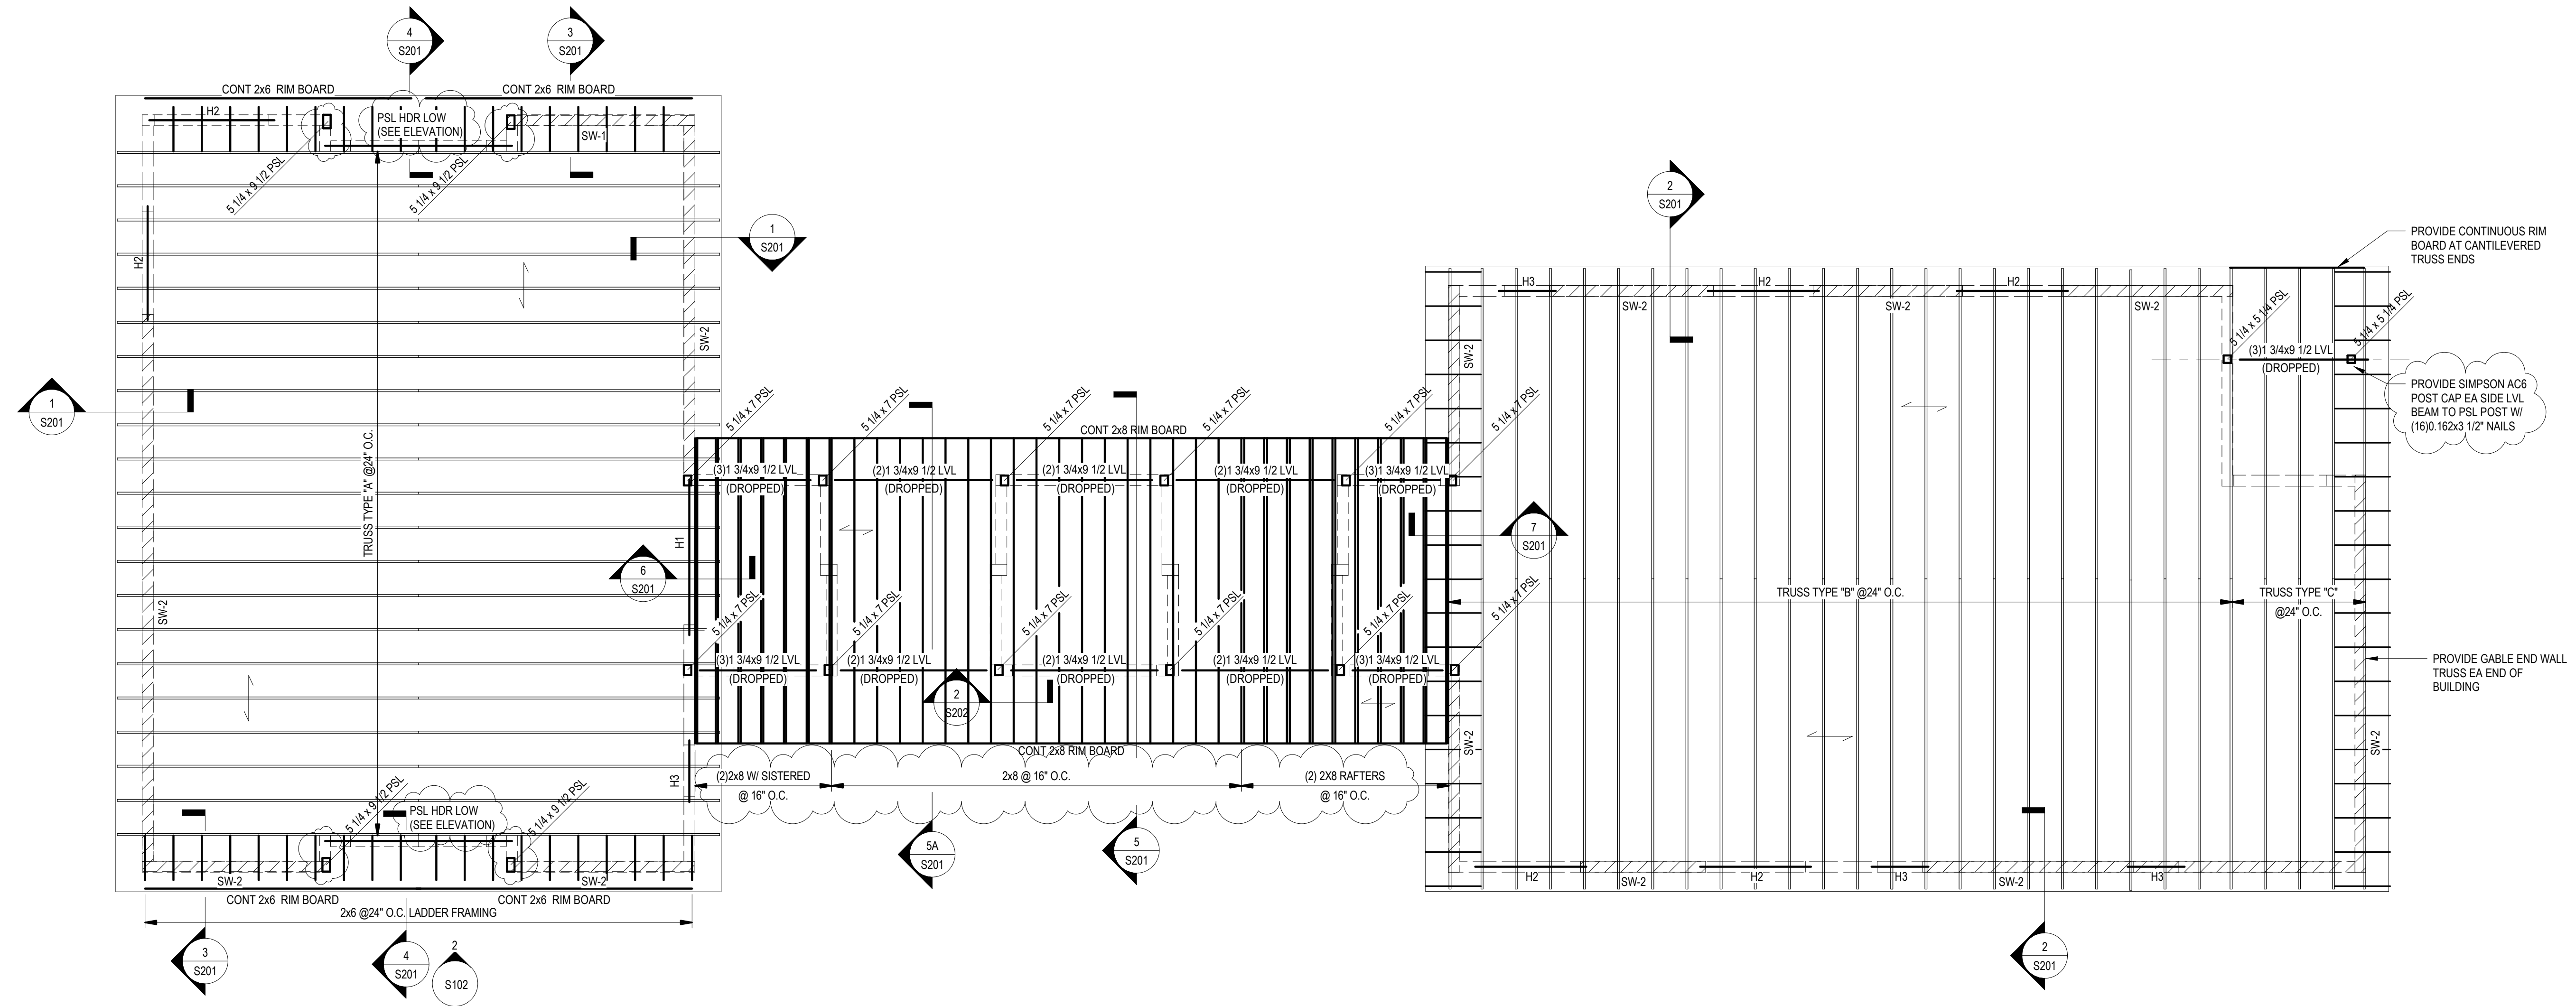 4
S201
3
S201
CONT 2x6  RIM BOARD
CONT 2x6  RIM BOARD
H2
PSL HDR LOW
(SEE ELEVATION)
SW-1
5 1/4 x 9 1/2 PSL
5 1/4 x 9 1/2 PSL
1
S201
H2
SW-2
1
S201
TRUSS TYPE "A" @24" O.C.
SW-2
H1
6
S201
H3
PSL HDR LOW
(SEE ELEVATION)
5 1/4 x 9 1/2 PSL
5 1/4 x 9 1/2 PSL
SW-2
SW-2
CONT 2x6  RIM BOARD
CONT 2x6  RIM BOARD
2x6 @24" O.C. LADDER FRAMING
3
S201
4
S201
2
S102
5 1/4 x 7 PSL
5 1/4 x 7 PSL
5 1/4 x 7 PSL
5 1/4 x 7 PSL
5 1/4 x 7 PSL
5 1/4 x 7 PSL
CONT 2x8 RIM BOARD
(3)1 3/4x9 1/2 LVL
(DROPPED)
(2)1 3/4x9 1/2 LVL
(DROPPED)
(2)1 3/4x9 1/2 LVL
(DROPPED)
(2)1 3/4x9 1/2 LVL
(DROPPED)
(3)1 3/4x9 1/2 LVL
(DROPPED)
7
S201
5 1/4 x 7 PSL
5 1/4 x 7 PSL
5 1/4 x 7 PSL
5 1/4 x 7 PSL
5 1/4 x 7 PSL
5 1/4 x 7 PSL
(3)1 3/4x9 1/2 LVL
(DROPPED)
(2)1 3/4x9 1/2 LVL
(DROPPED)
(2)1 3/4x9 1/2 LVL
(DROPPED)
(2)1 3/4x9 1/2 LVL
(DROPPED)
(3)1 3/4x9 1/2 LVL
(DROPPED)
2
S202
CONT 2x8 RIM BOARD
(2)2x8 W/ SISTERED
@ 16" O.C.
2x8 @ 16" O.C.
(2) 2X8 RAFTERS
@ 16" O.C.
5A
S201
5
S201
2
S201
H3
SW-2
H2
SW-2
H2
SW-2
SW-2
PROVIDE CONTINUOUS RIM
BOARD AT CANTILEVERED
TRUSS ENDS
5 1/4 x 5 1/4 PSL
5 1/4 x 5 1/4 PSL
(3)1 3/4x9 1/2 LVL
(DROPPED)
PROVIDE SIMPSON AC6
POST CAP EA SIDE LVL
BEAM TO PSL POST W/
(16)0.162x3 1/2" NAILS
TRUSS TYPE "B" @24" O.C.
TRUSS TYPE "C"
@24" O.C.
PROVIDE GABLE END WALL
TRUSS EA END OF
BUILDING
SW-2
SW-2
H2
SW-2
H2
H3
SW-2
H3
2
S201